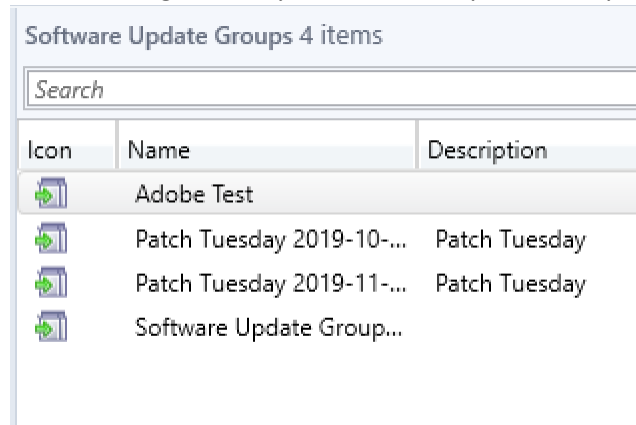 Software Update Groups 4 items
Search
Icon Name Description
Adobe Test
Patch Tuesday 2019-10-... Patch Tuesday
Patch Tuesday 2019-11-... Patch Tuesday
Software Update Group...